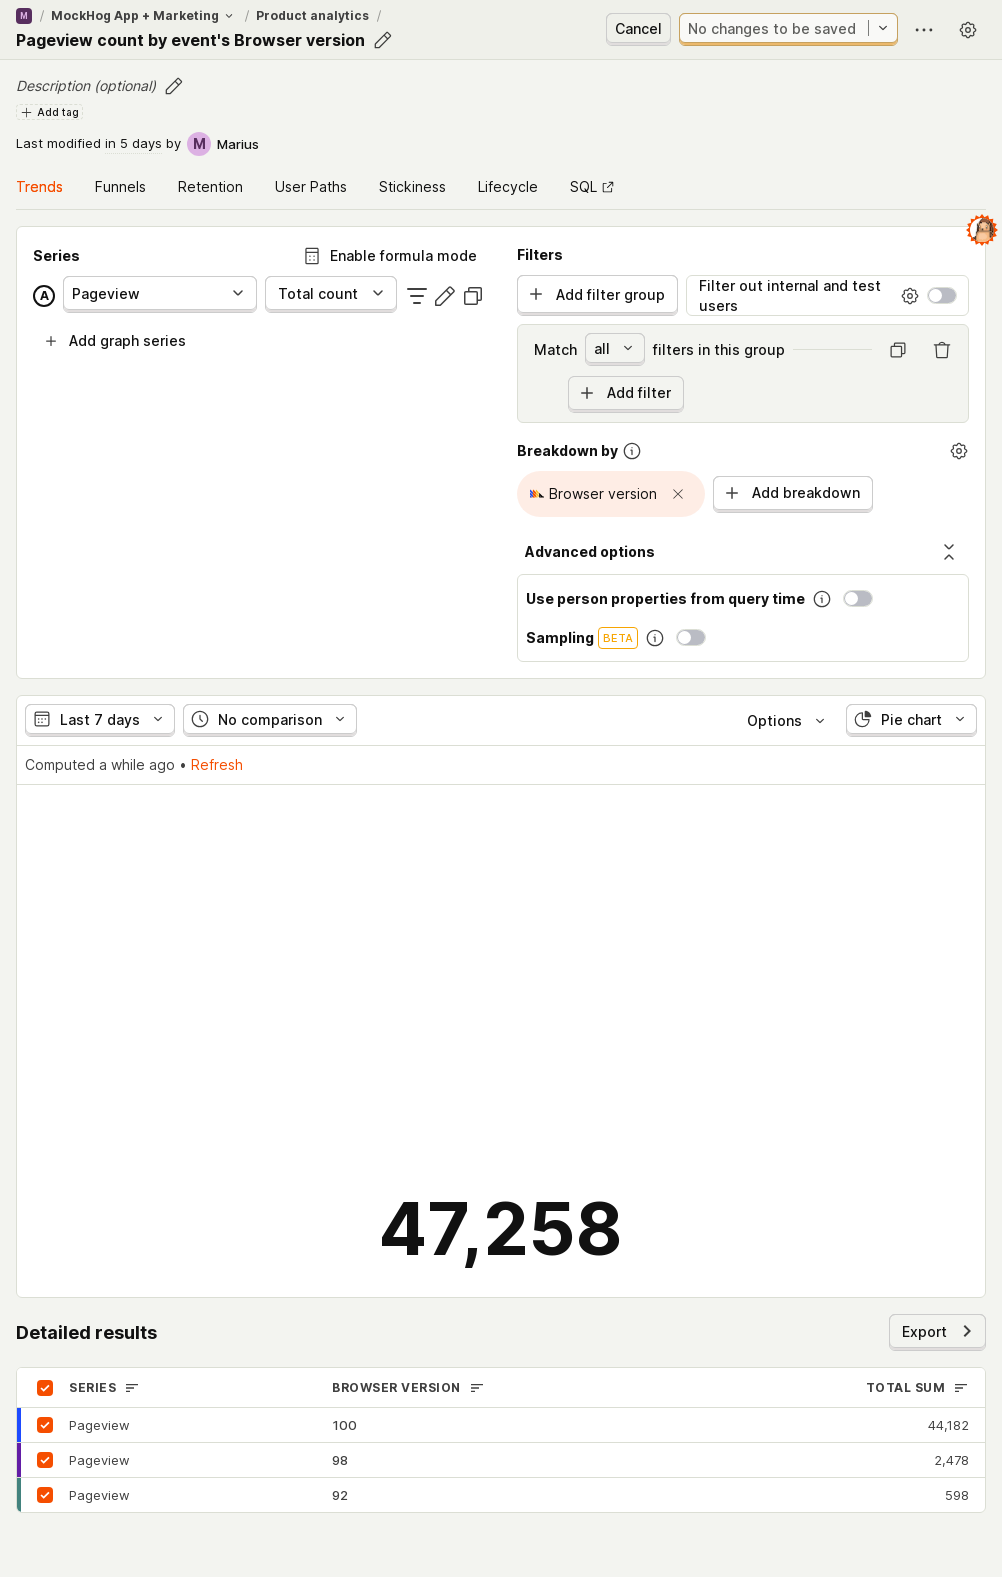 M / MockHog App + Marketing / Product analytics /
Pageview count by event's Browser version
Cancel
No changes to be saved
Description (optional)
Add tag
Last modified in 5 days by M Marius
Trends
Funnels
Retention
User Paths
Stickiness
Lifecycle
SQL
Series
Enable formula mode
A
Pageview
Total count
Add graph series
Filters
Add filter group
Filter out internal and test
users
Match all filters in this group
Add filter
Breakdown by
Browser version
Add breakdown
Advanced options
Use person properties from query time
Sampling BETA
Last 7 days
No comparison
Options
Pie chart
Computed a while ago • Refresh
47,258
Detailed results
Export
SERIES BROWSER VERSION TOTAL SUM
Pageview 100 44,182
Pageview 98 2,478
Pageview 92 598